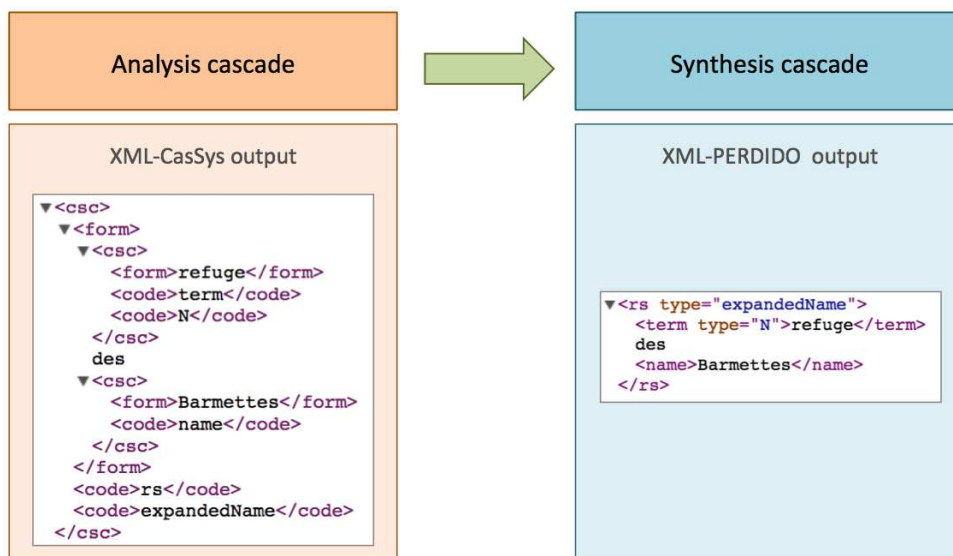 Analysis cascade
Synthesis cascade
XML-CasSys output
▼<csc>
▼<form>
▼<csc>
<form>refuge</form>
<code>term</code>
<code>N</code>
</csc>
des
▼<csc>
<form>Barmettes</form>
<code>name</code>
</csc>
</form>
<code>rs</code>
<code>expandedName</code>
</csc>
XML-PERDIDO output
▼<rs type="expandedName">
<term type="N">refuge</term>
des
<name>Barmettes</name>
</rs>